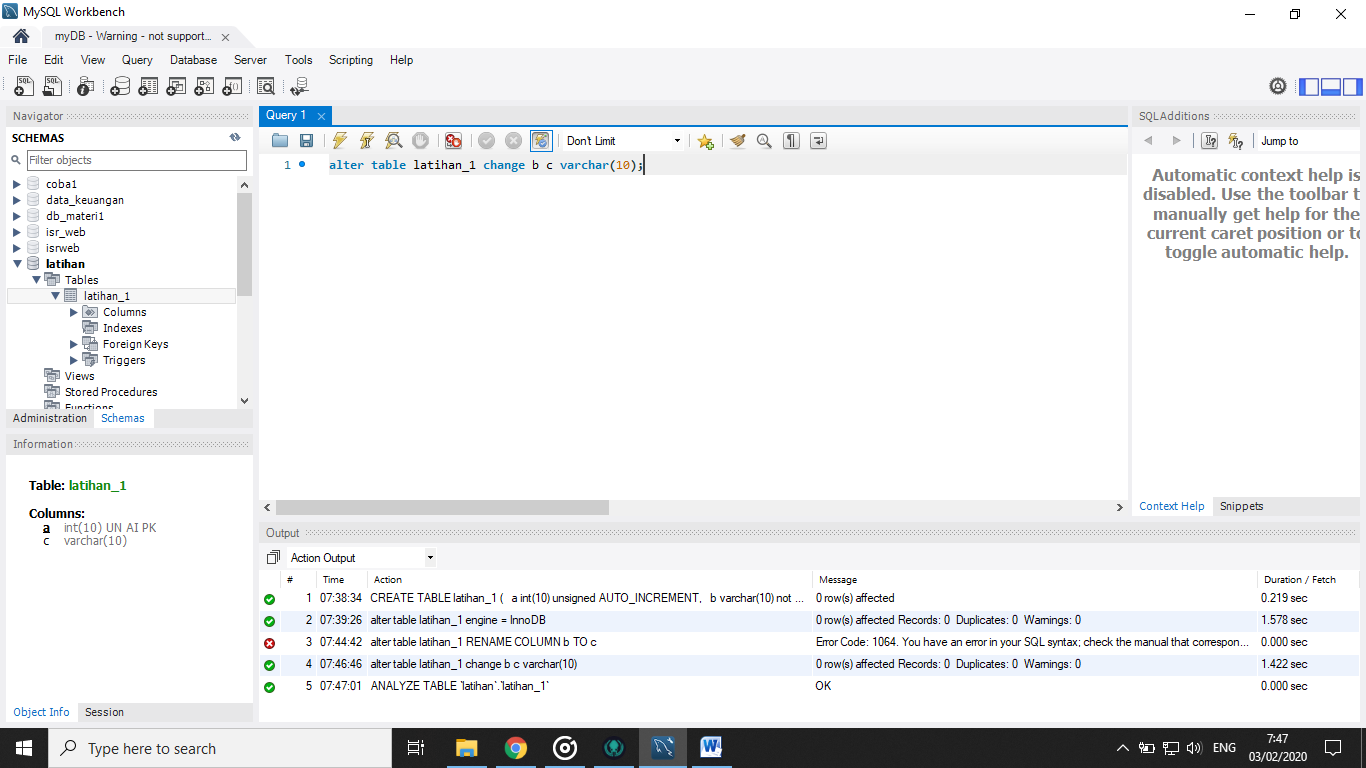 MySQL Workbench
myDB - Warning - not support...
File Edit View Query Database Server Tools Scripting Help
Navigator
SCHEMAS
Filter objects
coba1
data_keuangan
db_materi1
isr_web
isrweb
latihan
Tables
latihan_1
Columns
Indexes
Foreign Keys
Triggers
Views
Stored Procedures
Functions
Administration Schemas
Information
Table: latihan_1
Columns:
a int(10) UN AI PK
c varchar(10)
Object Info Session
Query 1
Don't Limit
1 alter table latihan_1 change b c varchar(10);
SQLAdditions
Jump to
Automatic context help is
disabled. Use the toolbar t
manually get help for the
current caret position or to
toggle automatic help.
Context Help Snippets
Output
Action Output
# Time Action Message Duration / Fetch
1 07:38:34 CREATE TABLE latihan_1 ( a int(10) unsigned AUTO_INCREMENT, b varchar(10) not ... 0 row(s) affected 0.219 sec
2 07:39:26 alter table latihan_1 engine = InnoDB 0 row(s) affected Records: 0 Duplicates: 0 Warnings: 0 1.578 sec
3 07:44:42 alter table latihan_1 RENAME COLUMN b TO c Error Code: 1064. You have an error in your SQL syntax; check the manual that correspon... 0.000 sec
4 07:46:46 alter table latihan_1 change b c varchar(10) 0 row(s) affected Records: 0 Duplicates: 0 Warnings: 0 1.422 sec
5 07:47:01 ANALYZE TABLE `latihan`.`latihan_1` OK 0.000 sec
Type here to search
ENG
7:47
03/02/2020